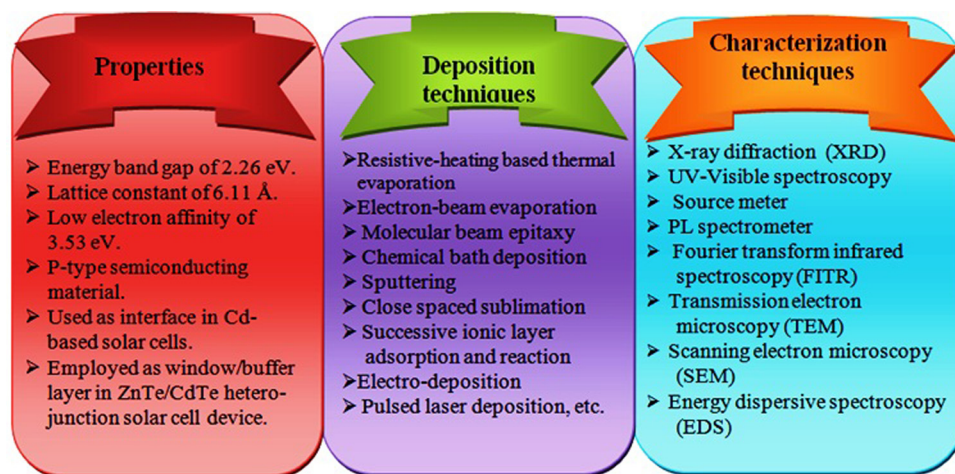 Properties
➢ Energy band gap of 2.26 eV.
➢ Lattice constant of 6.11 Å.
➢ Low electron affinity of
3.53 eV.
➢ P-type semiconducting
material.
➢ Used as interface in Cd-
based solar cells.
➢ Employed as window/buffer
layer in ZnTe/CdTe hetero-
junction solar cell device.
Deposition
techniques
➢Resistive-heating based thermal
evaporation
➢Electron-beam evaporation
➢ Molecular beam epitaxy
➢ Chemical bath deposition
➢ Sputtering
➢ Close spaced sublimation
➢ Successive ionic layer
adsorption and reaction
➢Electro-deposition
➢ Pulsed laser deposition, etc.
Characterization
techniques
➢ X-ray diffraction (XRD)
➢ UV-Visible spectroscopy
➢ Source meter
➢ PL spectrometer
➢ Fourier transform infrared
spectroscopy (FITR)
➢ Transmission electron
microscopy (TEM)
➢ Scanning electron microscopy
(SEM)
➢ Energy dispersive spectroscopy
(EDS)